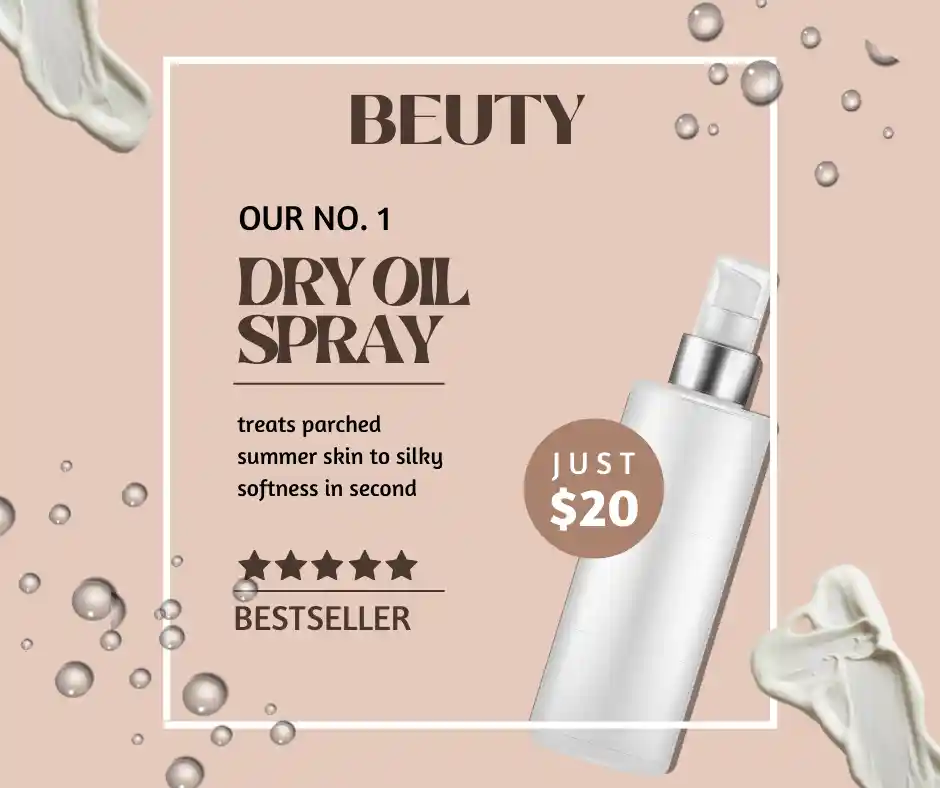 BEUTY
OUR NO. 1
DRY OIL
SPRAY
treats parched
summer skin to silky
softness in second
JUST
$20
BESTSELLER